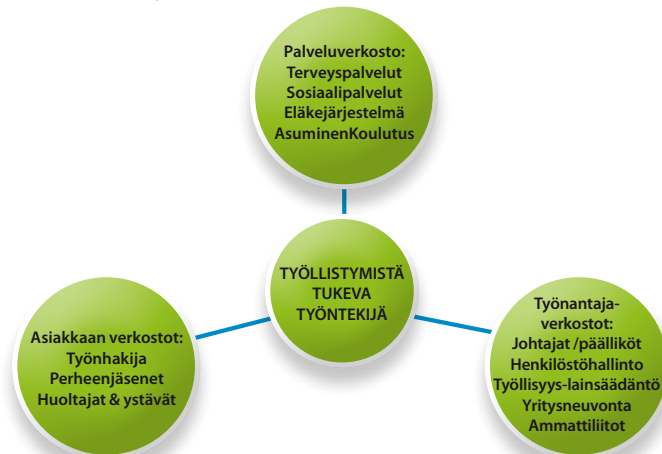 Palveluverkosto:
Terveyspalvelut
Sosiaalipalvelut
Eläkejärjestelmä
AsuminenKoulutus
TYÖLLISTYMISTÄ
TUKEVA
TYÖNTEKIJÄ
Asiakkaan verkostot:
Työnhakija
Perheenjäsenet
Huoltajat & ystävät
Työnantaja-
verkostot:
Johtajat /päälliköt
Henkilöstöhallinto
Työllisyys-lainsäädäntö
Yritysneuvonta
Ammattiliitot